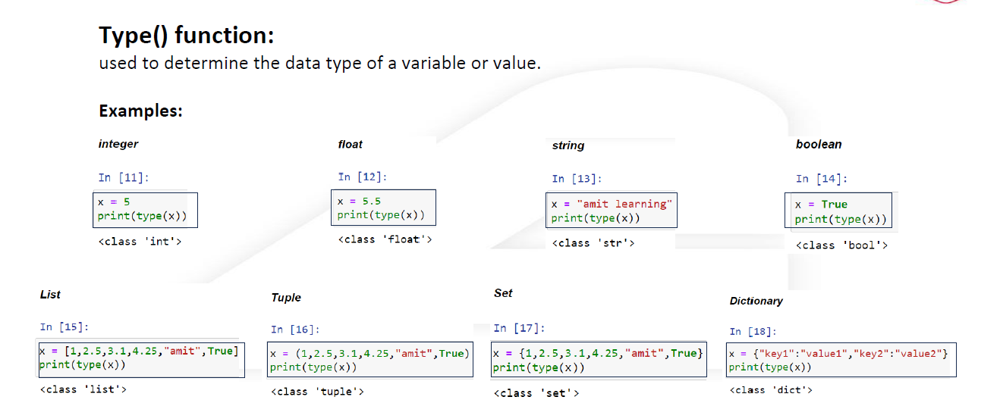 Type() function:
used to determine the data type of a variable or value.
Examples:
integer
In [11]:
x = 5
print(type(x))
<class 'int'>
float
In [12]:
x = 5.5
print(type(x))
<class 'float'>
string
In [13]:
x = "amit learning"
print(type(x))
<class 'str'>
boolean
In [14]:
x = True
print(type(x))
<class 'bool'>
List
In [15]:
x = [1,2.5,3.1,4.25,"amit",True]
print(type(x))
<class 'list'>
Tuple
In [16]:
x = (1,2.5,3.1,4.25,"amit",True)
print(type(x))
<class 'tuple'>
Set
In [17]:
x = {1,2.5,3.1,4.25,"amit",True}
print(type(x))
<class 'set'>
Dictionary
In [18]:
x = {"key1":"value1","key2":"value2"}
print(type(x))
<class 'dict'>